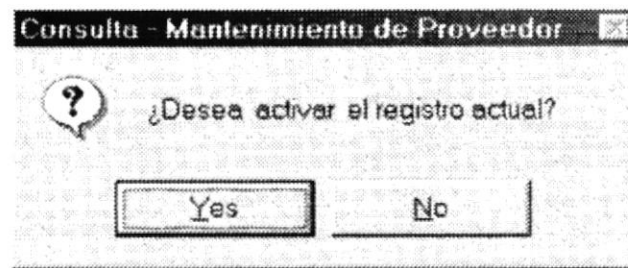 Consulta - Mantenimiento de Proveedor
¿Desea activar el registro actual?
Yes
No